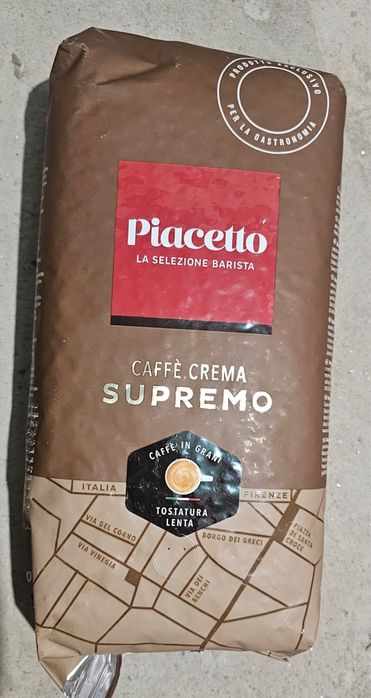 PRODOTTO ESCLUSIVO
PER LA GASTRONOMIA
Piacetto
LA SELEZIONE BARISTA
CAFFÈ CREMA
SUPREMO
CAFFÈ IN GRANI
TOSTATURA
LENTA
ITALIA
FIRENZE
VIA DEL CORNO
VIA VINEGIA
BORGO DEI GRECI
PIAZZA
DI SANTA
CROCE
VIA DEI
BENCHI